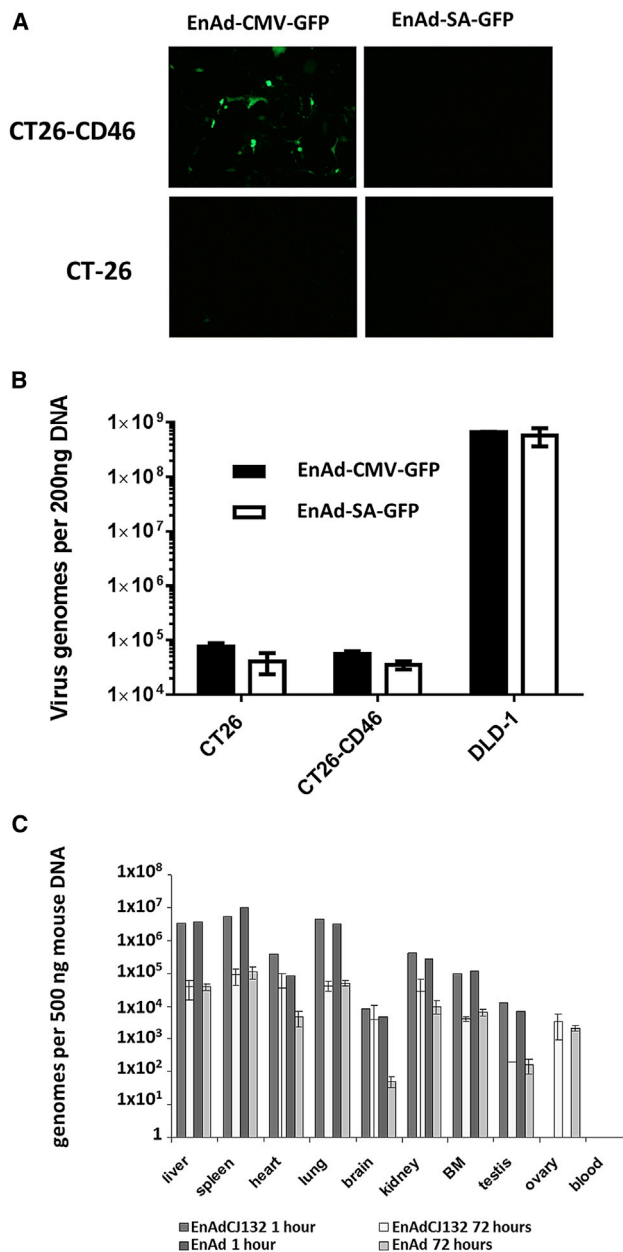 A
EnAd-CMV-GFP EnAd-SA-GFP
CT26-CD46
CT-26
B
Virus genomes per 200ng DNA
1×10⁹
1×10⁸
1×10⁷
1×10⁶
1×10⁵
1×10⁴
EnAd-CMV-GFP
EnAd-SA-GFP
CT26 CT26-CD46 DLD-1
C
genomes per 500 ng mouse DNA
1x10⁸
1x10⁷
1x10⁶
1x10⁵
1x10⁴
1x10³
1x10²
1x10¹
1
liver spleen heart lung brain kidney BM testis ovary blood
EnAdCJ132 1 hour EnAdCJ132 72 hours
EnAd 1 hour EnAd 72 hours